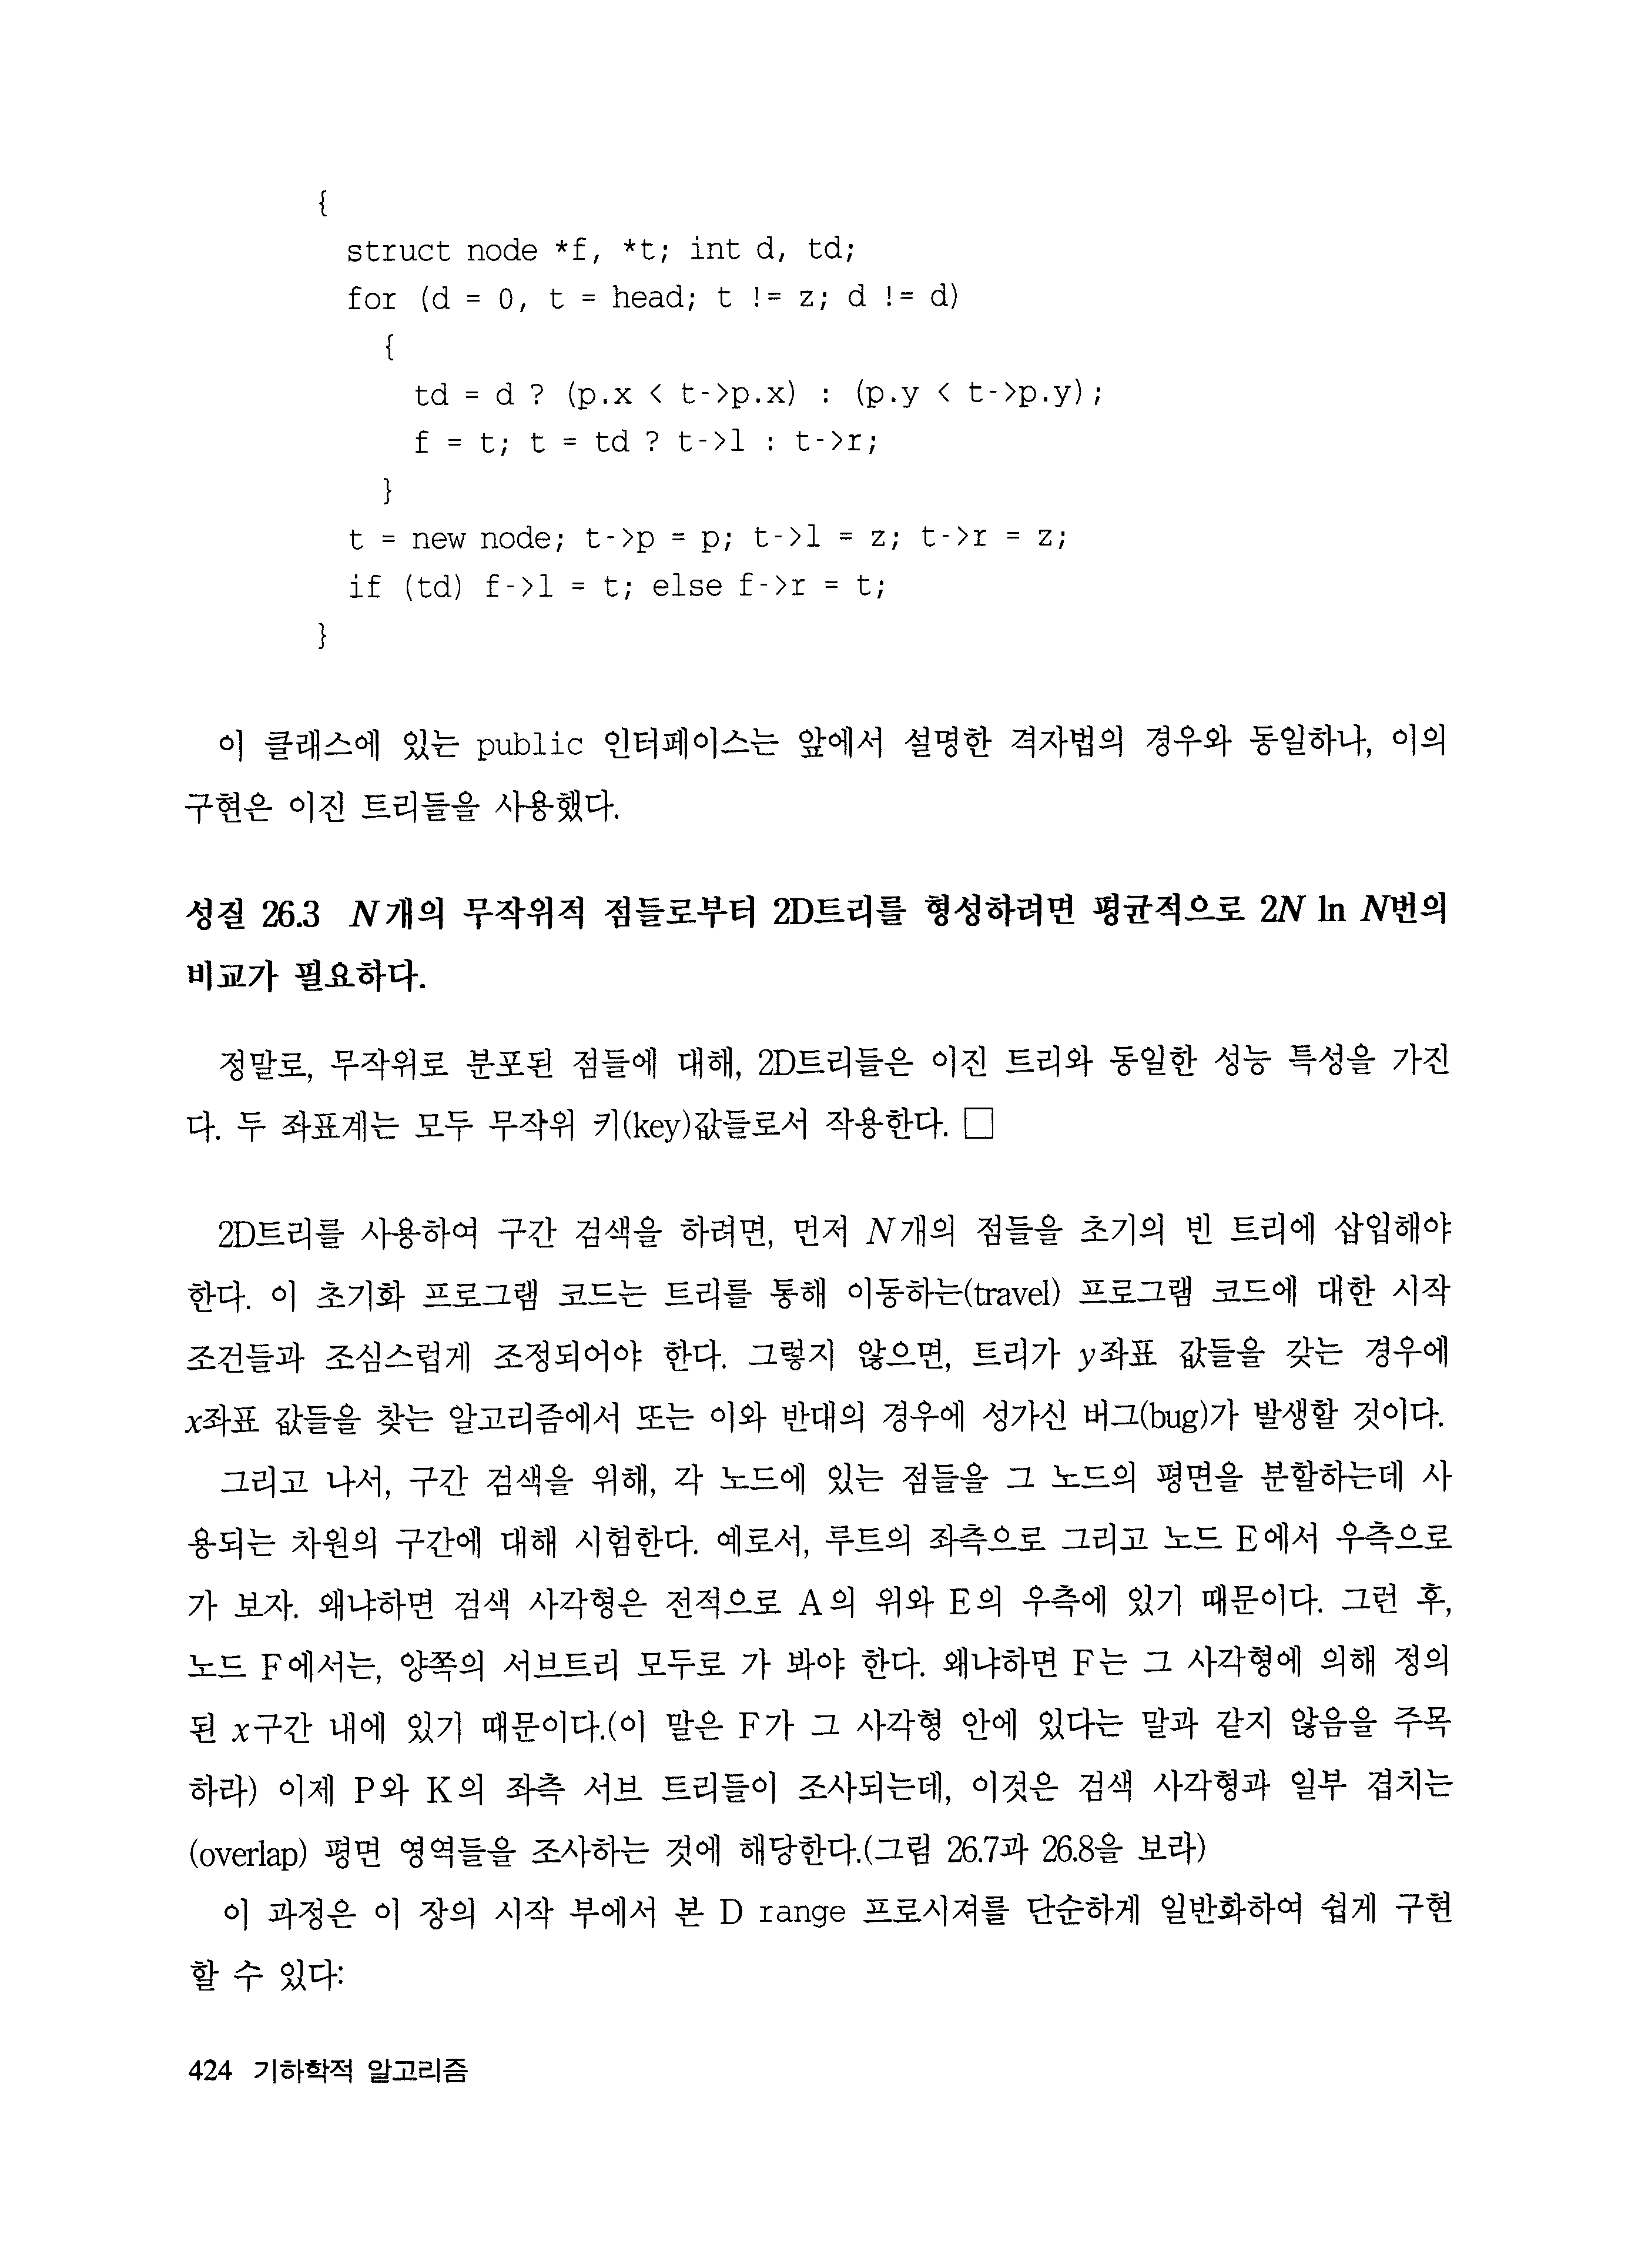 {
struct node *f, *t; int d, td;
for (d = 0, t = head; t != z; d != d)
{
td = d ? (p.x < t->p.x) : (p.y < t->p.y);
f = t; t = td ? t->l : t->r;
}
t = new node; t->p = p; t->l = z; t->r = z;
if (td) f->l = t; else f->r = t;
}
이 클래스에 있는 public 인터페이스는 앞에서 설명한 격자법의 경우와 동일하나, 이의
구현은 이진 트리들을 사용했다.
성질 26.3 N개의 무작위적 점들로부터 2D트리를 형성하려면 평균적으로 2N ln N번의
비교가 필요하다.
정말로, 무작위로 분포된 점들에 대해, 2D트리들은 이진 트리와 동일한 성능 특성을 가진
다. 두 좌표계는 모두 무작위 키(key)값들로서 작용한다. □
2D트리를 사용하여 구간 검색을 하려면, 먼저 N개의 점들을 초기의 빈 트리에 삽입해야
한다. 이 초기화 프로그램 코드는 트리를 통해 이동하는(travel) 프로그램 코드에 대한 시작
조건들과 조심스럽게 조정되어야 한다. 그렇지 않으면, 트리가 y좌표 값들을 갖는 경우에
x좌표 값들을 찾는 알고리즘에서 또는 이와 반대의 경우에 성가신 버그(bug)가 발생할 것이다.
그리고 나서, 구간 검색을 위해, 각 노드에 있는 점들을 그 노드의 평면을 분할하는데 사
용되는 차원의 구간에 대해 시험한다. 예로서, 루트의 좌측으로 그리고 노드 E에서 우측으로
가 보자. 왜냐하면 검색 사각형은 전적으로 A의 위와 E의 우측에 있기 때문이다. 그런 후,
노드 F에서는, 양쪽의 서브트리 모두로 가 봐야 한다. 왜냐하면 F는 그 사각형에 의해 정의
된 x구간 내에 있기 때문이다.(이 말은 F가 그 사각형 안에 있다는 말과 같지 않음을 주목
하라) 이제 P와 K의 좌측 서브 트리들이 조사되는데, 이것은 검색 사각형과 일부 겹치는
(overlap) 평면 영역들을 조사하는 것에 해당한다.(그림 26.7과 26.8을 보라)
이 과정은 이 장의 시작 부에서 본 D range 프로시져를 단순하게 일반화하여 쉽게 구현
할 수 있다:
424 기하학적 알고리즘